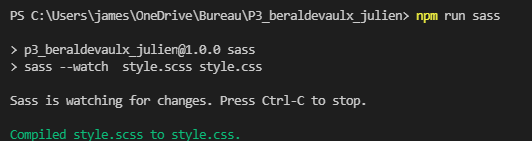 PS C:\Users\james\OneDrive\Bureau\P3_beraldevaulx_julien> npm run sass
> p3_beraldevaulx_julien@1.0.0 sass
> sass --watch  style.scss style.css
Sass is watching for changes. Press Ctrl-C to stop.
Compiled style.scss to style.css.